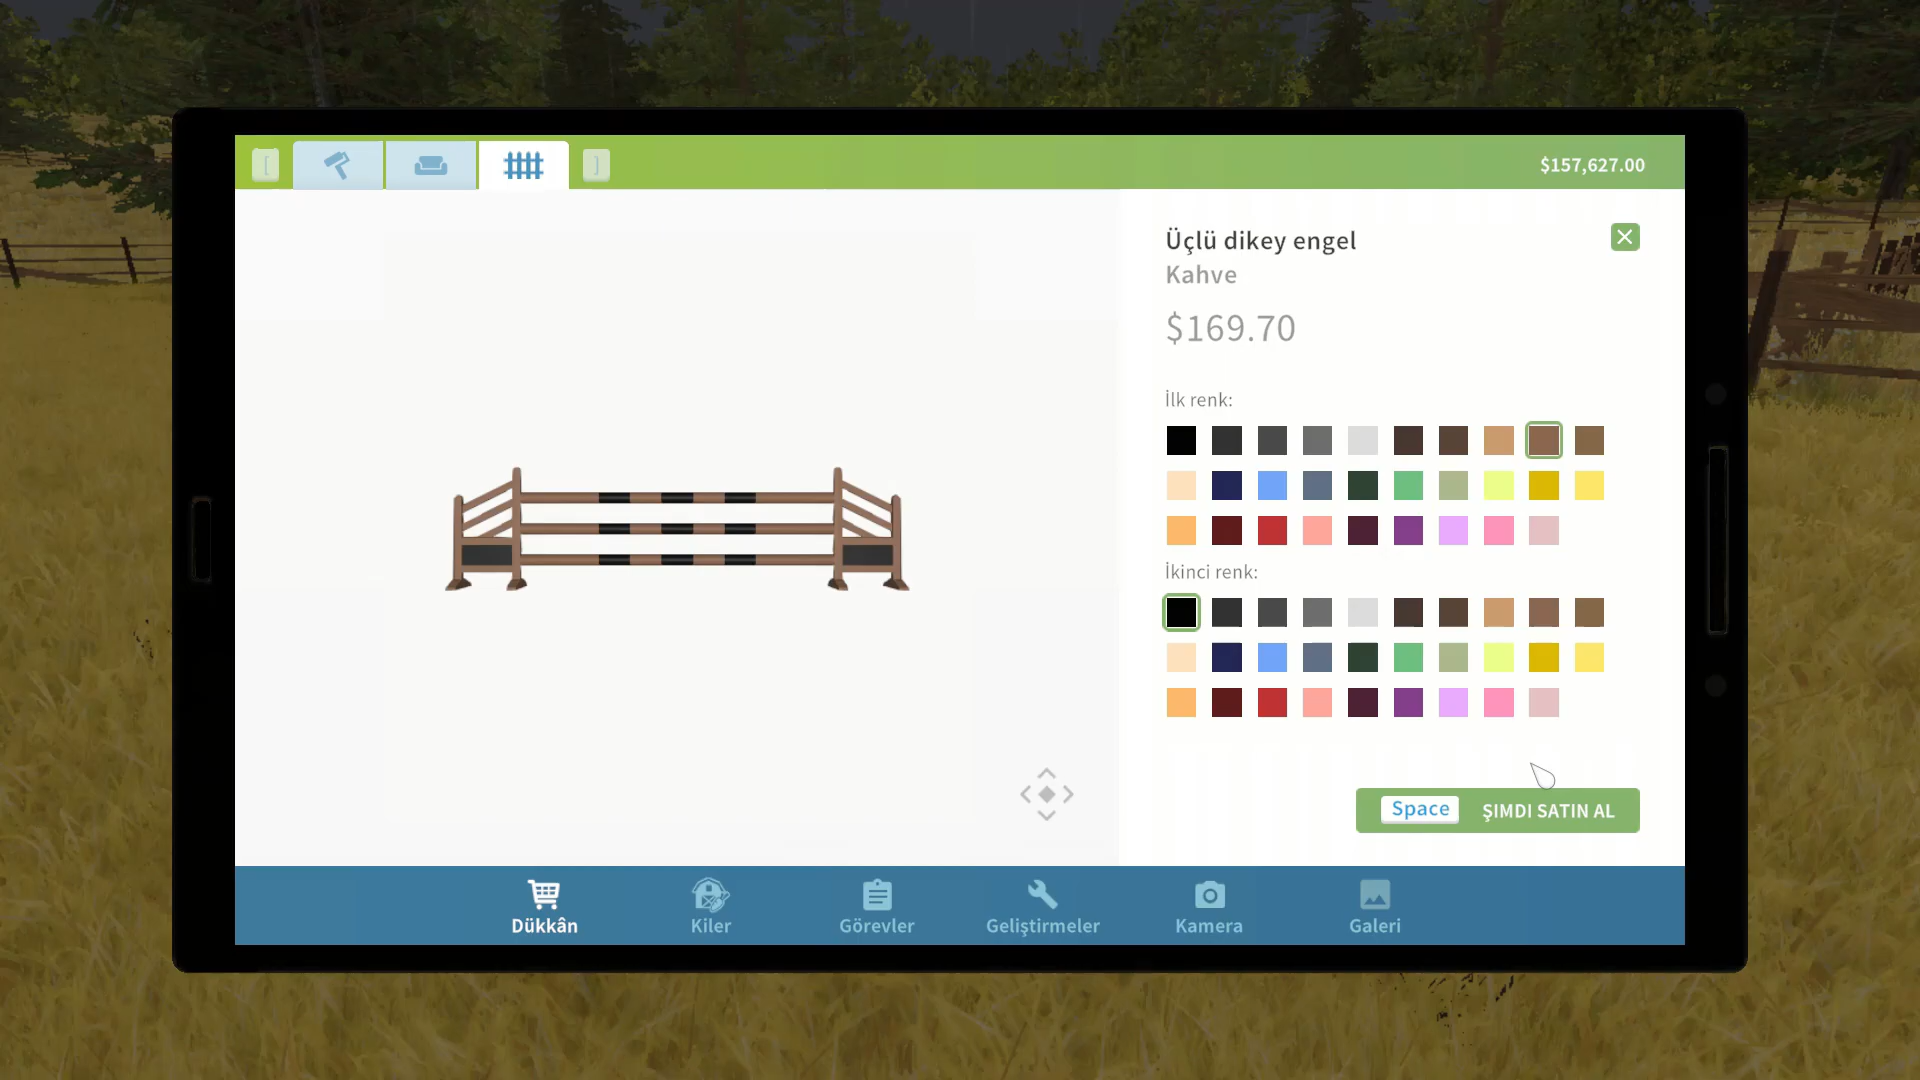 [
]
$157,627.00
Üçlü dikey engel
Kahve
$169.70
İlk renk:
İkinci renk:
Space ŞIMDI SATIN AL
Dükkân
Kiler
Görevler
Geliştirmeler
Kamera
Galeri